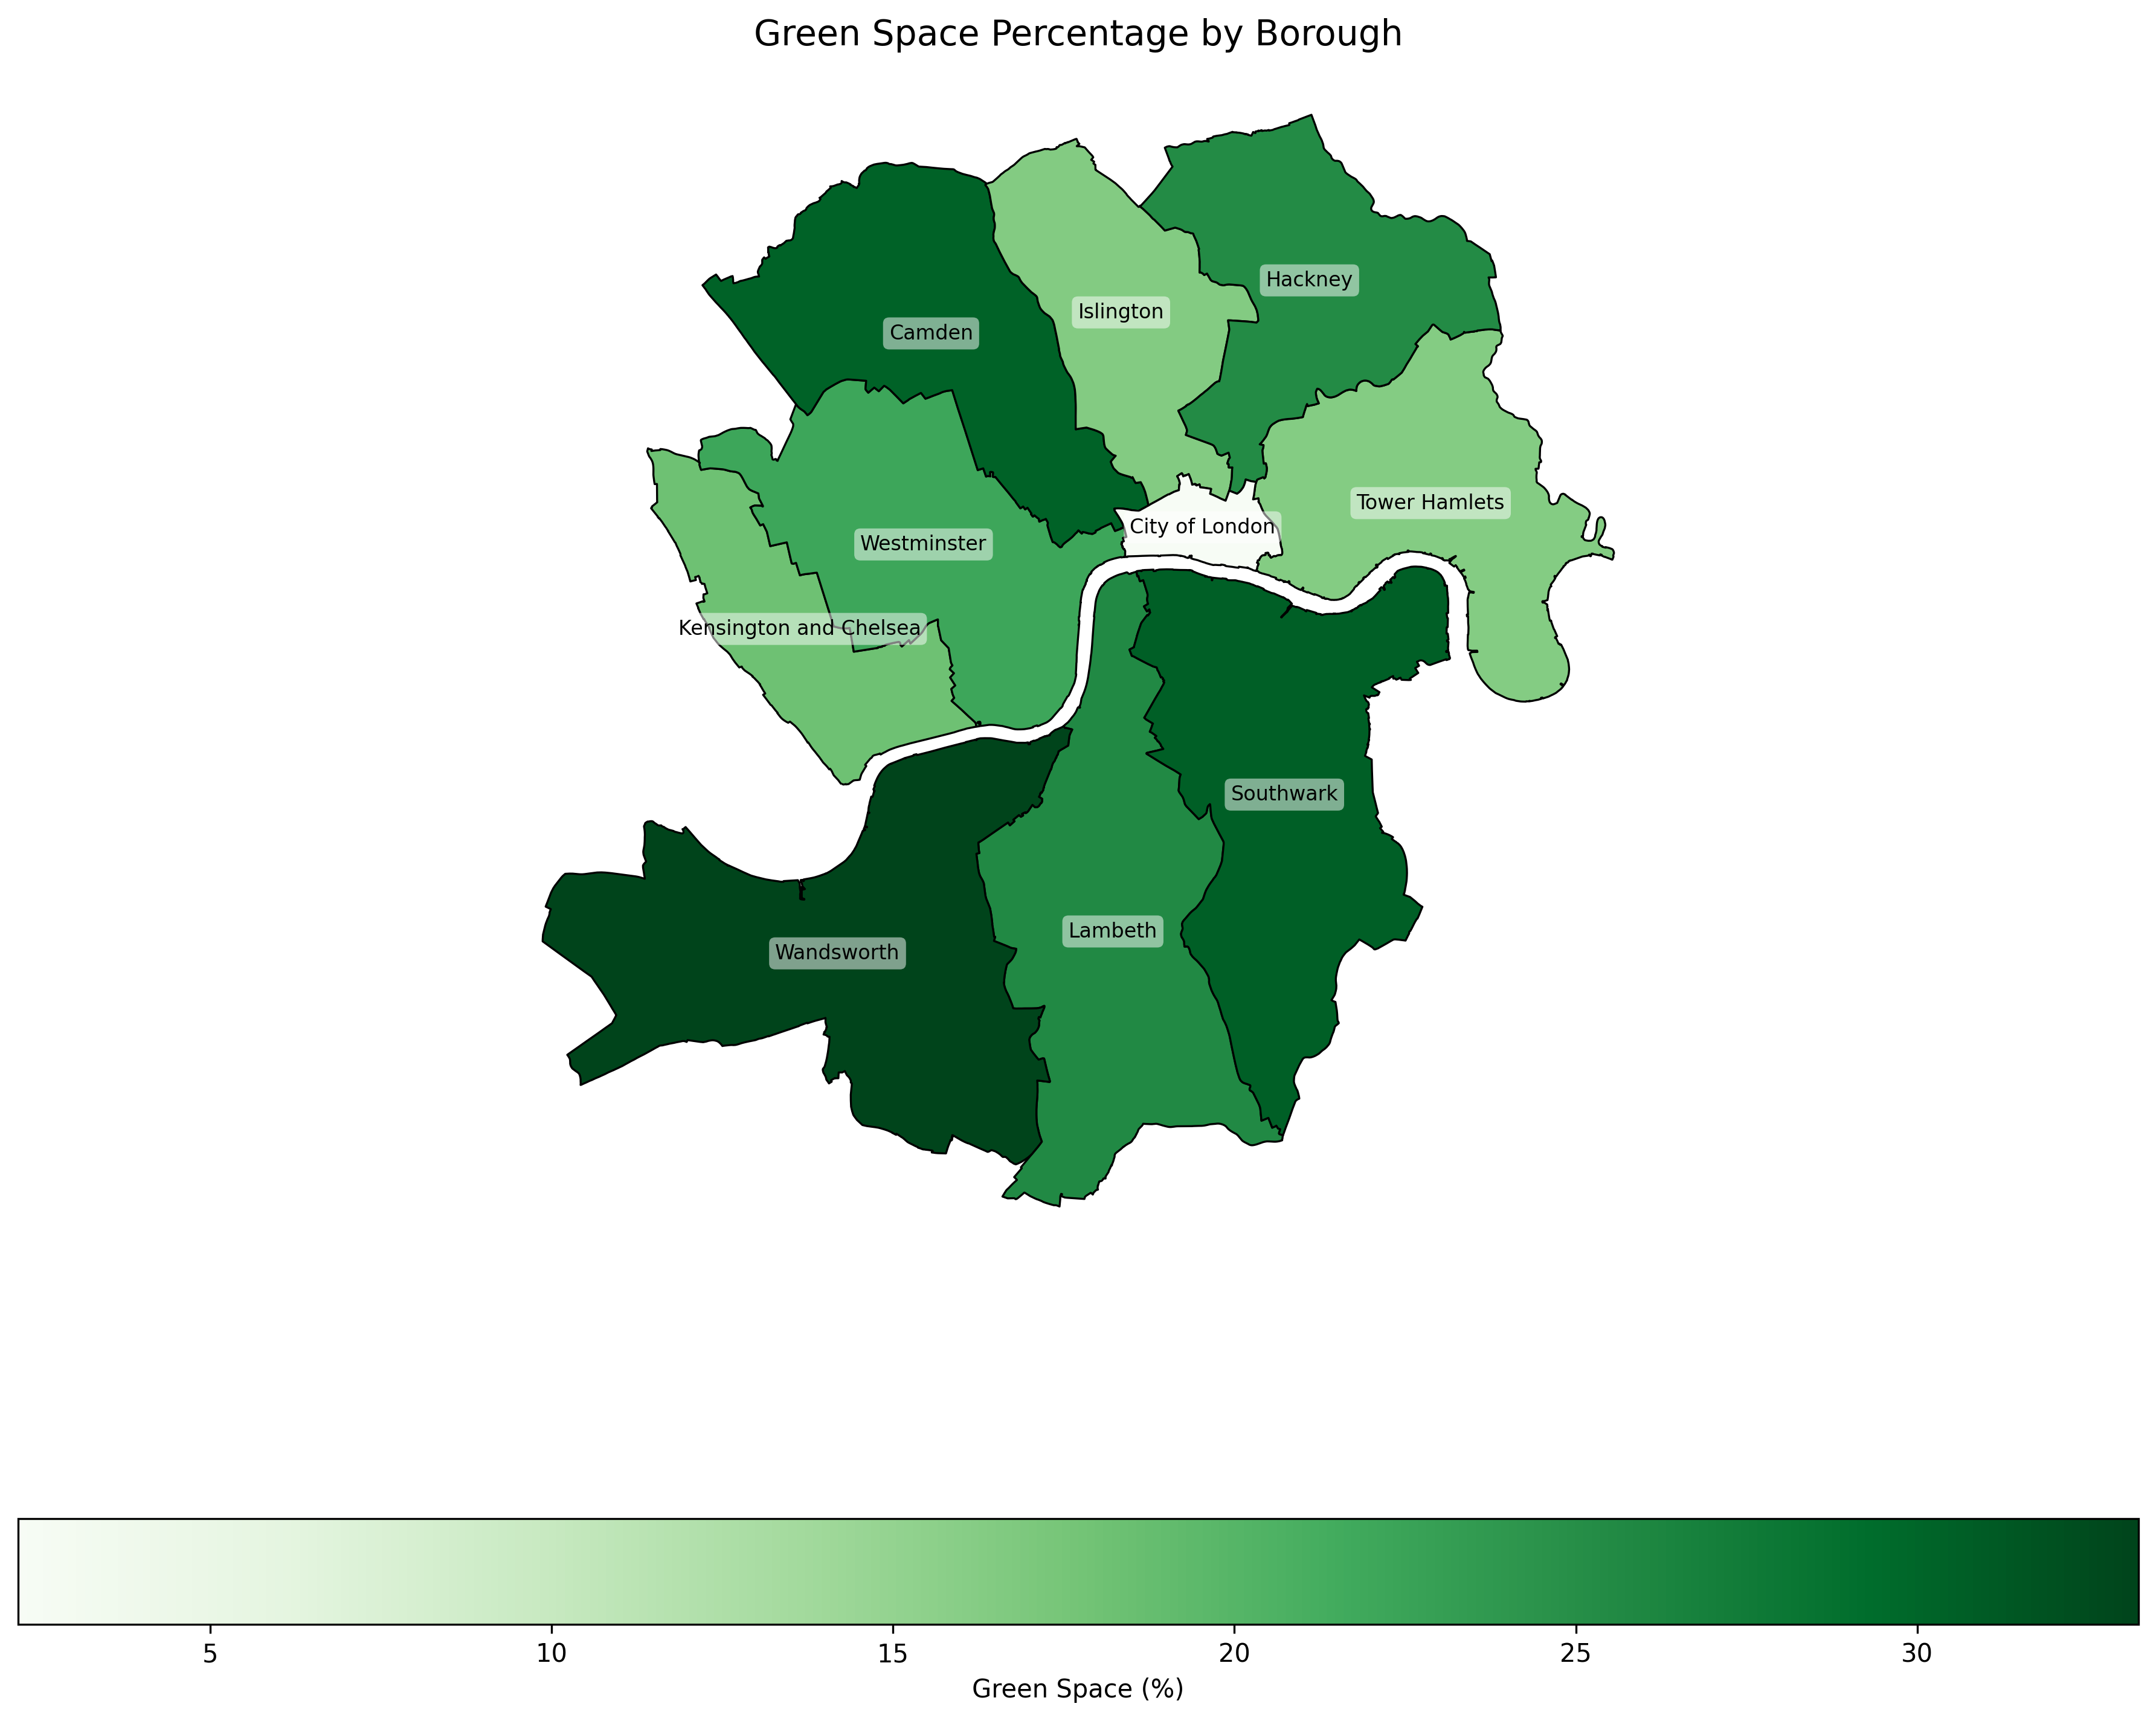 Green Space Percentage by Borough
Hackney
Islington
Camden
Tower Hamlets
City of London
Westminster
Kensington and Chelsea
Southwark
Lambeth
Wandsworth
5 10 15 20 25 30
Green Space (%)